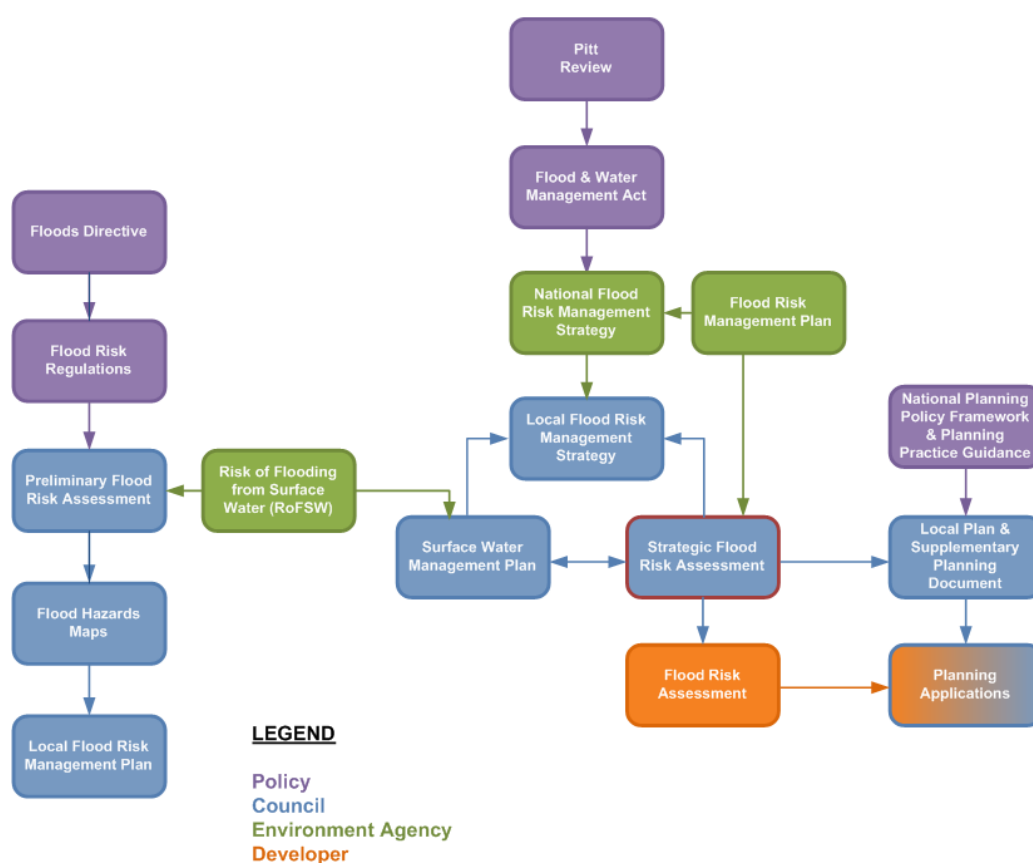 Pitt
Review
Flood & Water
Management Act
Floods Directive
National Flood
Risk Management
Strategy
Flood Risk
Management Plan
Flood Risk
Regulations
Local Flood Risk
Management
Strategy
National Planning
Policy Framework
& Planning
Practice Guidance
Preliminary Flood
Risk Assessment
Risk of Flooding
from Surface
Water (RoFSW)
Surface Water
Management Plan
Strategic Flood
Risk Assessment
Local Plan &
Supplementary
Planning
Document
Flood Hazards
Maps
Flood Risk
Assessment
Planning
Applications
Local Flood Risk
Management Plan
LEGEND
Policy
Council
Environment Agency
Developer